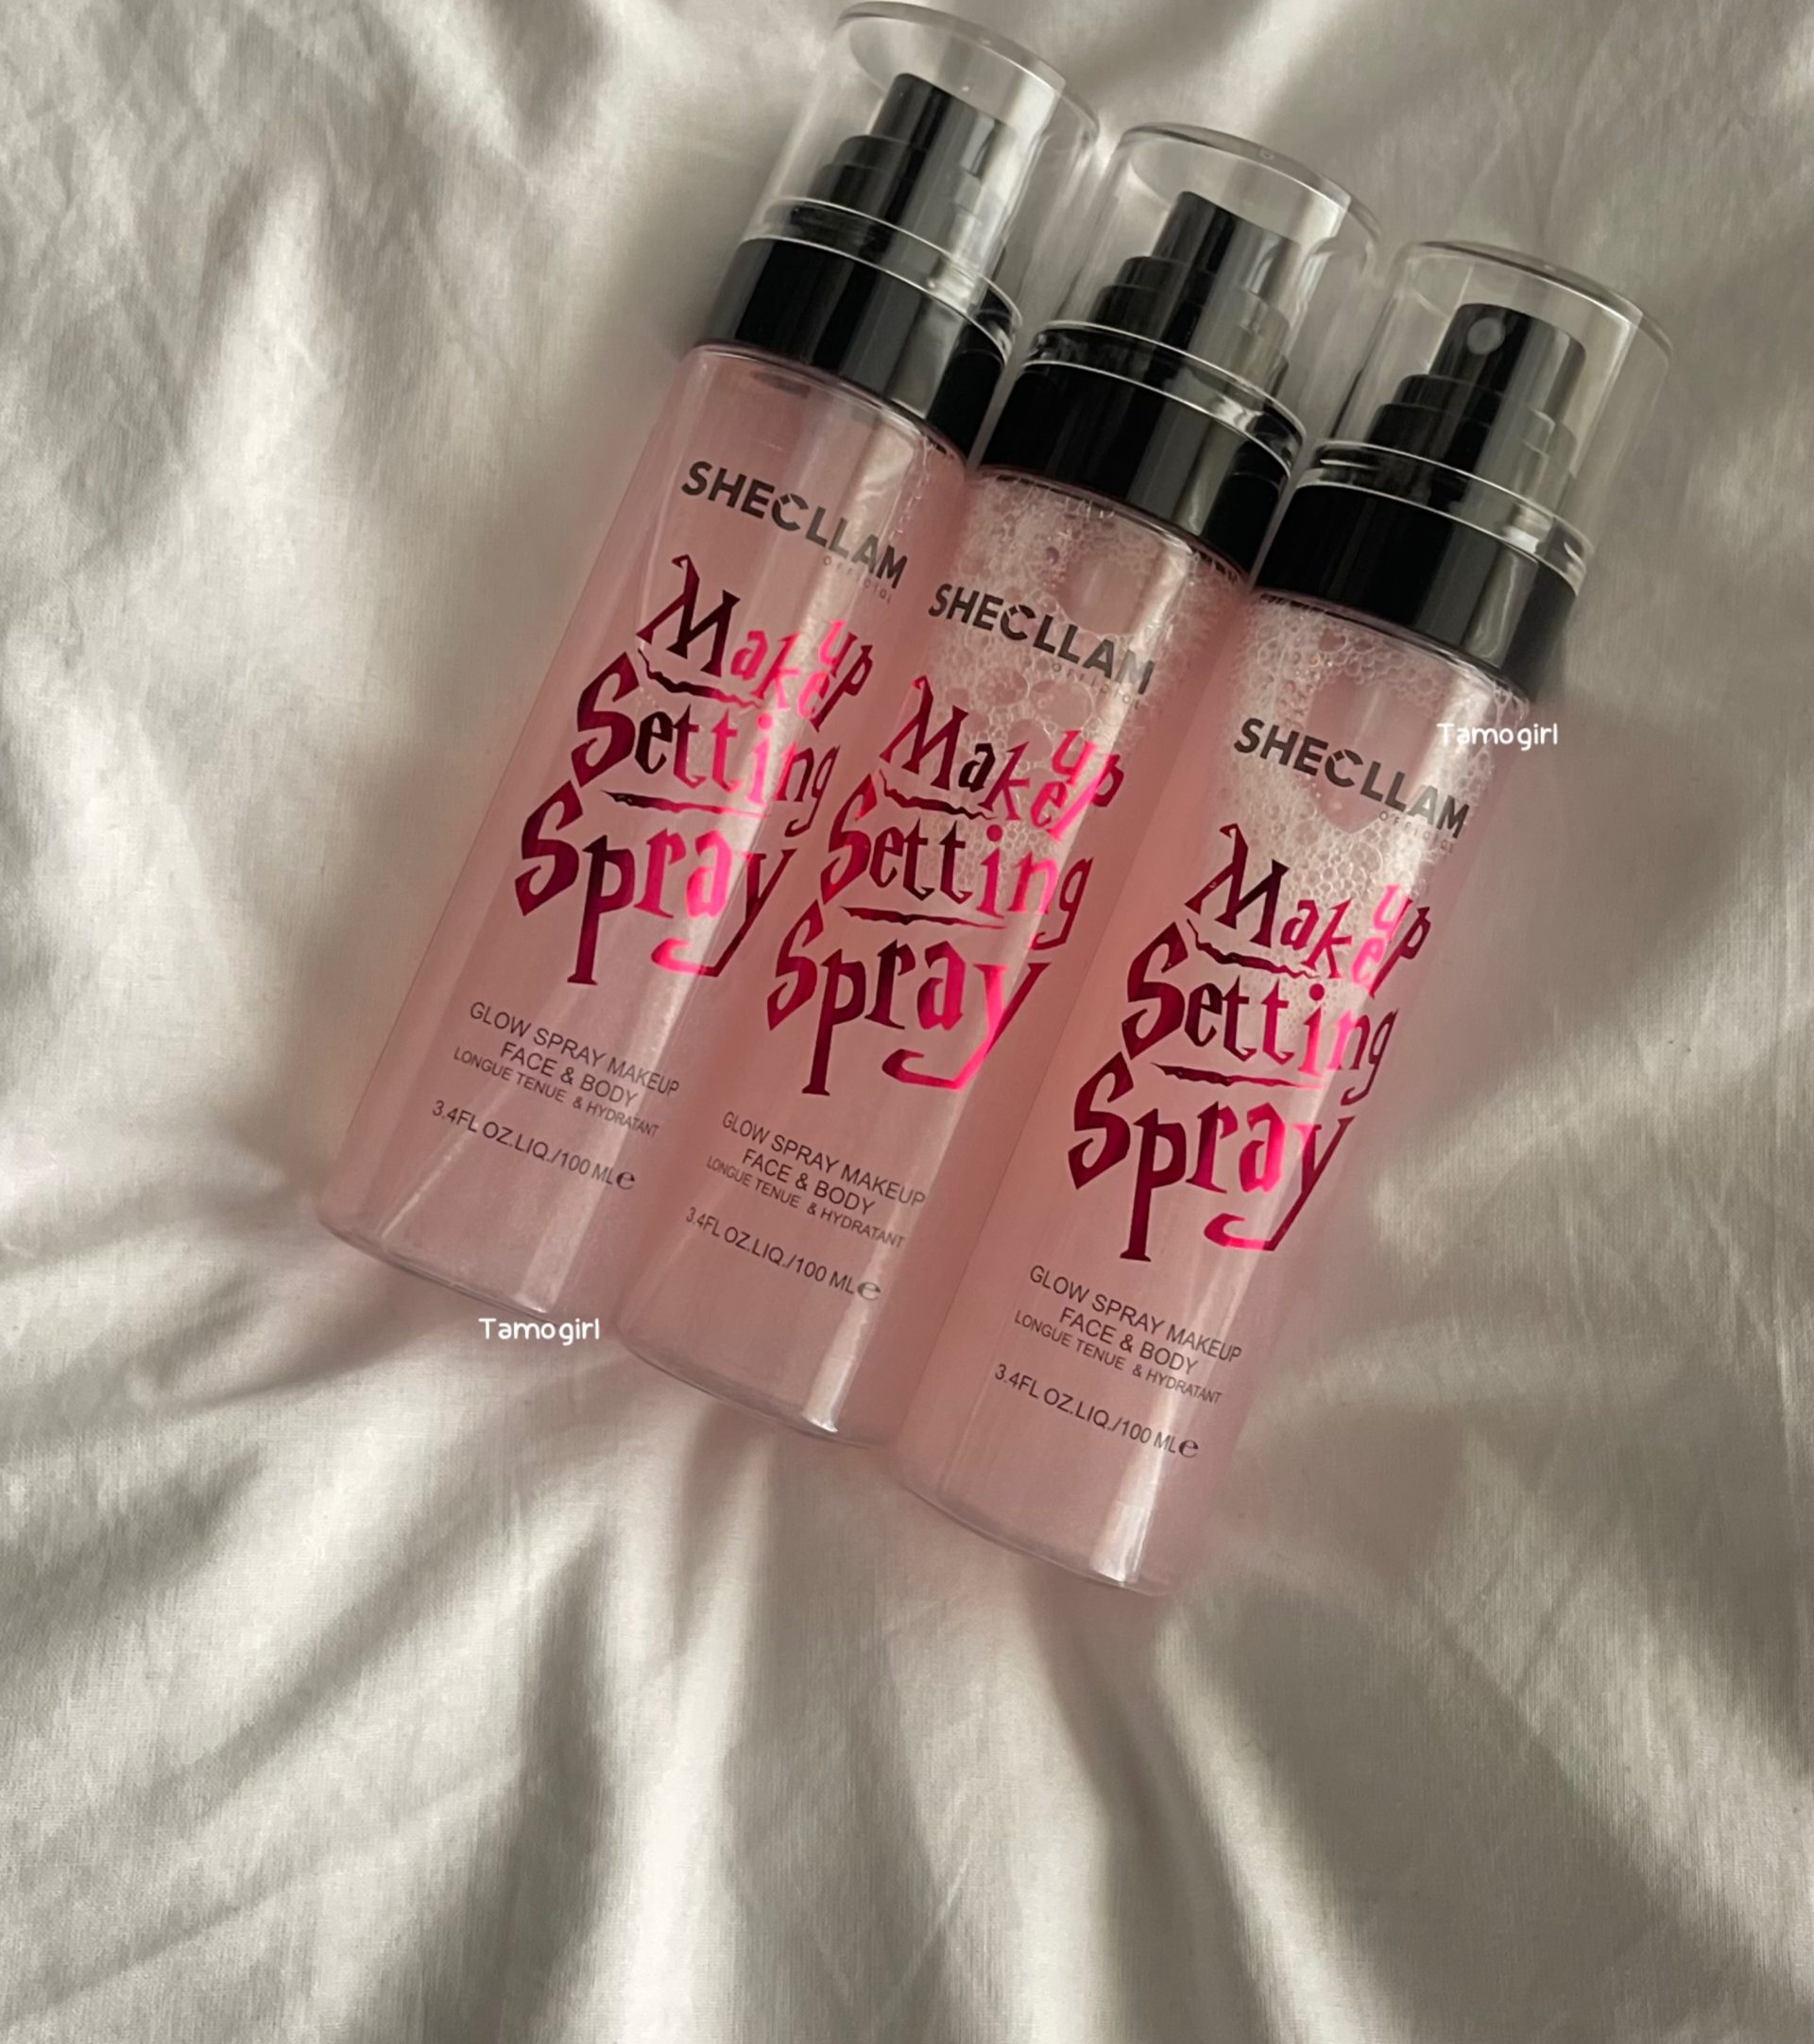 SHECLLAM
OFFICIAL
Make up
Setting
Spray
GLOW SPRAY MAKEUP
FACE & BODY
LONGUE TENUE & HYDRATANT
3.4FL OZ.LIQ./100 ML℮
SHECLLAM
OFFICIAL
Make up
Setting
Spray
GLOW SPRAY MAKEUP
FACE & BODY
LONGUE TENUE & HYDRATANT
3.4FL OZ.LIQ./100 ML℮
SHECLLAM
OFFICIAL
Make up
Setting
Spray
GLOW SPRAY MAKEUP
FACE & BODY
LONGUE TENUE & HYDRATANT
3.4FL OZ.LIQ./100 ML℮
Tamogirl
Tamogirl